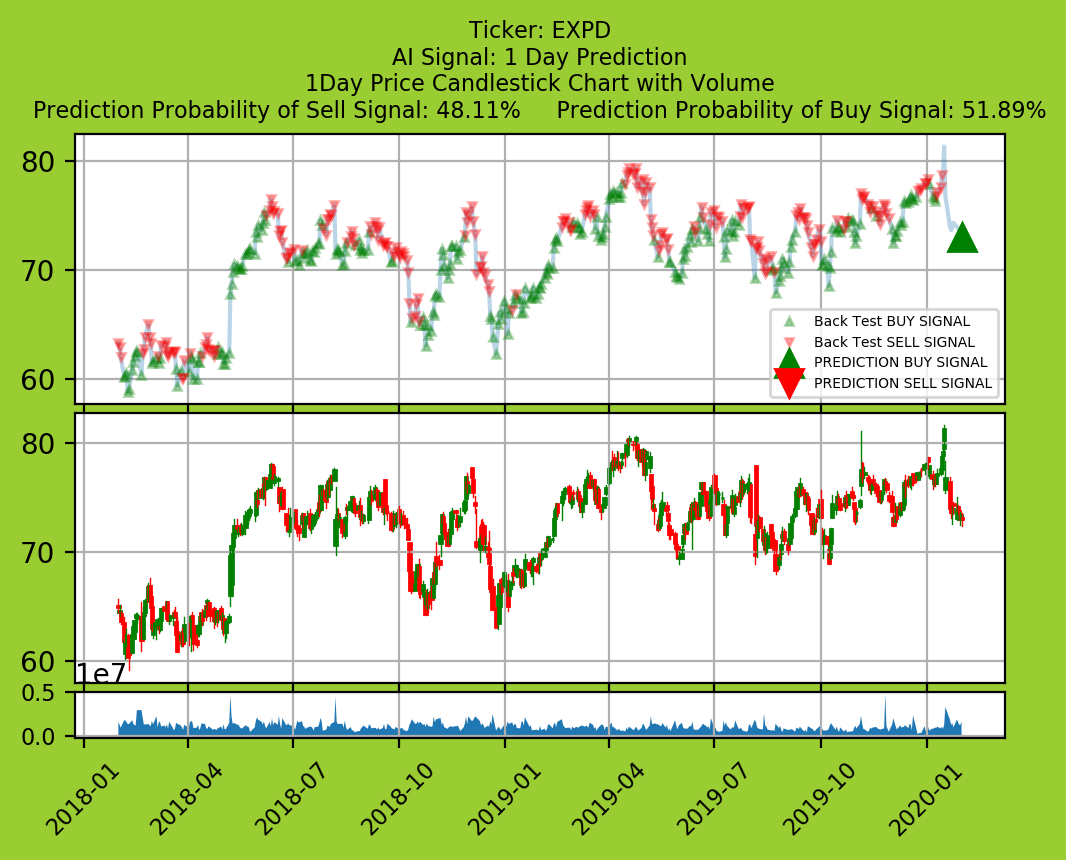 Ticker: EXPD
AI Signal: 1 Day Prediction
1Day Price Candlestick Chart with Volume
Prediction Probability of Sell Signal: 48.11%     Prediction Probability of Buy Signal: 51.89%
80
70
60
Back Test BUY SIGNAL
Back Test SELL SIGNAL
PREDICTION BUY SIGNAL
PREDICTION SELL SIGNAL
80
70
60
1e7
0.5
0.0
2018-01 2018-04 2018-07 2018-10 2019-01 2019-04 2019-07 2019-10 2020-01